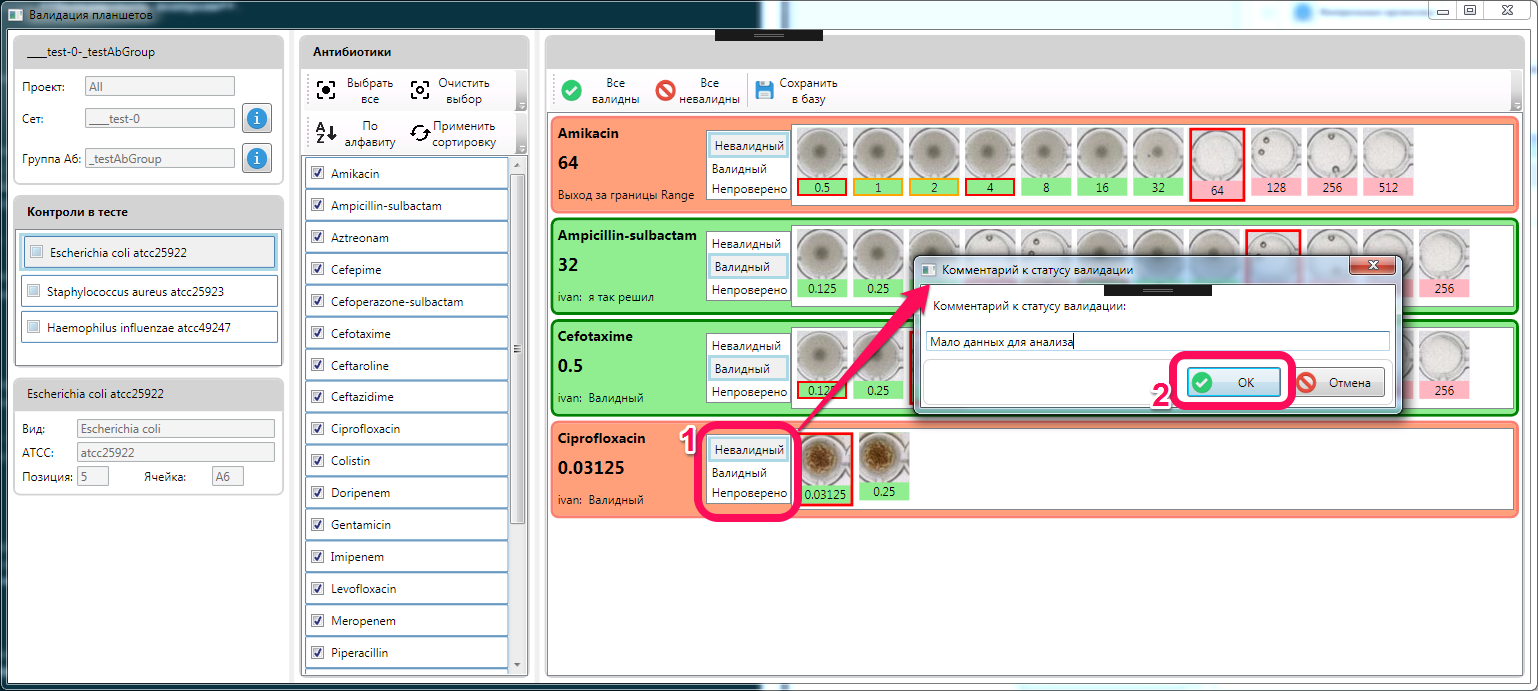 Валидация планшетов
___test-0-_testAbGroup
Проект: All
Сет: ___test-0
Группа Аб: _testAbGroup
Контроли в тесте
Escherichia coli atcc25922
Staphylococcus aureus atcc25923
Haemophilus influenzae atcc49247
Escherichia coli atcc25922
Вид: Escherichia coli
АТСС: atcc25922
Позиция: 5 Ячейка: A6
Антибиотики
Выбрать все
Очистить выбор
По алфавиту
Применить сортировку
Amikacin
Ampicillin-sulbactam
Aztreonam
Cefepime
Cefoperazone-sulbactam
Cefotaxime
Ceftaroline
Ceftazidime
Ciprofloxacin
Colistin
Doripenem
Gentamicin
Imipenem
Levofloxacin
Meropenem
Piperacillin
Все валидны
Все невалидны
Сохранить в базу
Amikacin
64
Выход за границы Range
Невалидный
Валидный
Непроверено
0.5 1 2 4 8 16 32 64 128 256 512
Ampicillin-sulbactam
32
ivan: я так решил
Невалидный
Валидный
Непроверено
0.125 0.25 256
Cefotaxime
0.5
ivan: Валидный
Невалидный
Валидный
Непроверено
0.125 0.25 256
Ciprofloxacin
0.03125
ivan: Валидный
1
Невалидный
Валидный
Непроверено
0.03125 0.25
Комментарий к статусу валидации
Комментарий к статусу валидации:
Мало данных для анализа
2
OK
Отмена